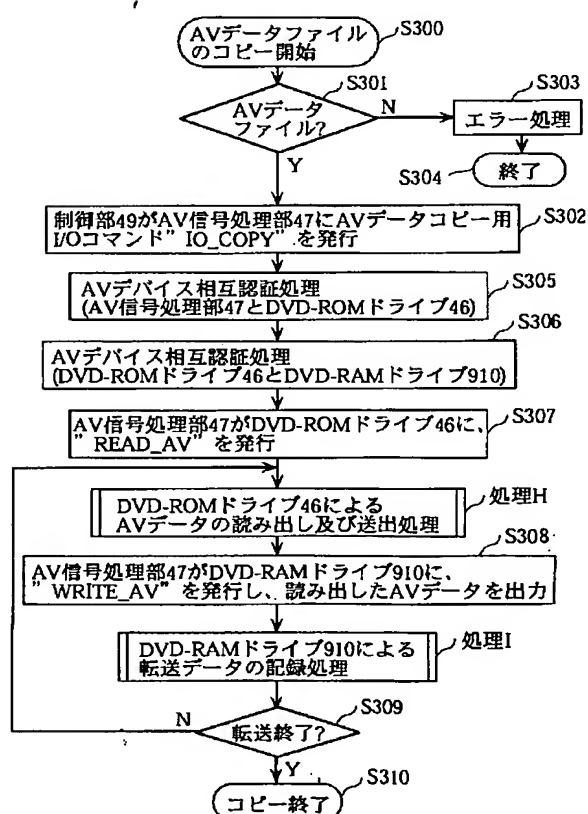 AVデータファイル
のコピー開始
S300
S301
AVデータ
ファイル?
N
Y
S303
エラー処理
S304
終了
制御部49がAV信号処理部47にAVデータコピー用
I/Oコマンド"IO_COPY"を発行
S302
AVデバイス相互認証処理
(AV信号処理部47とDVD-ROMドライブ46)
S305
S306
AVデバイス相互認証処理
(DVD-ROMドライブ46とDVD-RAMドライブ910)
AV信号処理部47がDVD-ROMドライブ46に、
"READ_AV"を発行
S307
DVD-ROMドライブ46による
AVデータの読み出し及び送出処理
処理H
S308
AV信号処理部47がDVD-RAMドライブ910に、
"WRITE_AV"を発行し、読み出したAVデータを出力
DVD-RAMドライブ910による
転送データの記録処理
処理I
S309
N
転送終了?
Y
S310
コピー終了